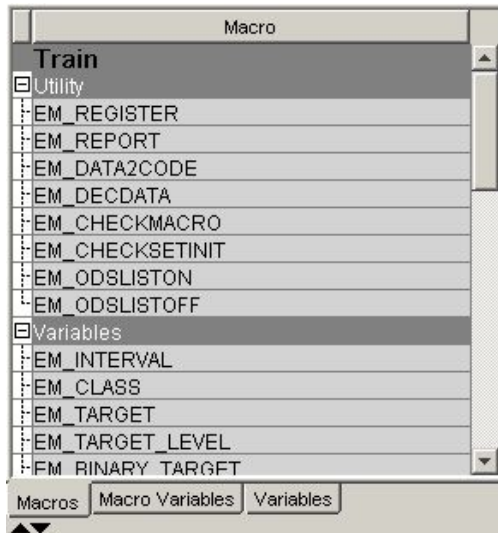 Macro
Train
Utility
EM_REGISTER
EM_REPORT
EM_DATA2CODE
EM_DECDATA
EM_CHECKMACRO
EM_CHECKSETINIT
EM_ODSLISTON
EM_ODSLISTOFF
Variables
EM_INTERVAL
EM_CLASS
EM_TARGET
EM_TARGET_LEVEL
EM_BINARY_TARGET
Macros Macro Variables Variables